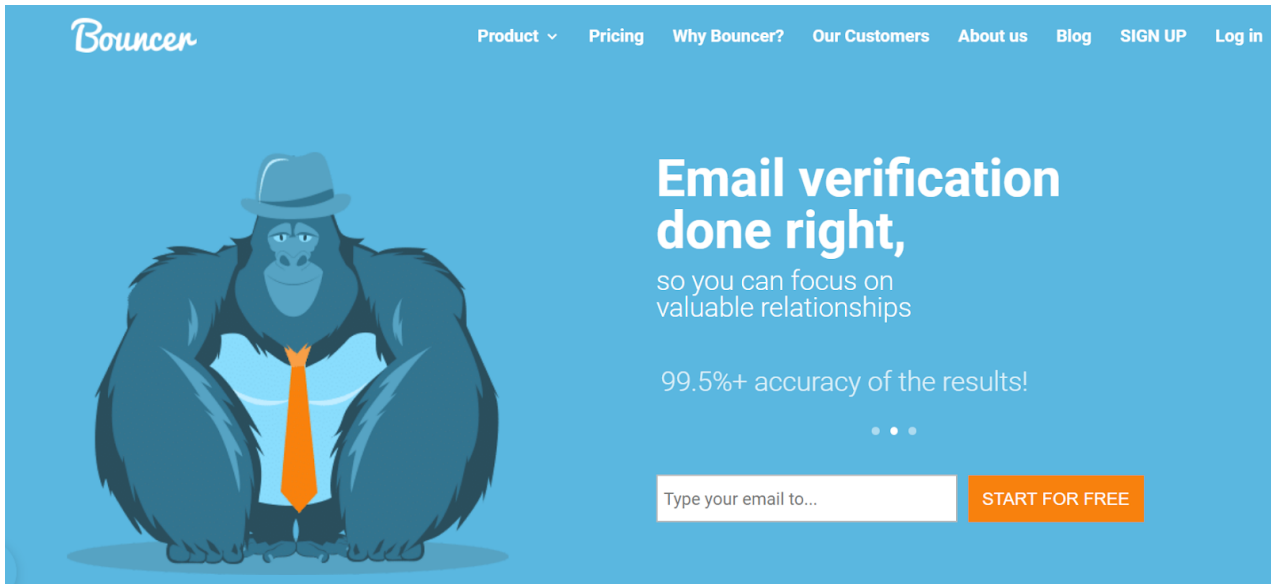 Bouncer
Product Pricing Why Bouncer? Our Customers About us Blog SIGN UP Log in
Email verification
done right,
so you can focus on
valuable relationships
99.5%+ accuracy of the results!
Type your email to... START FOR FREE